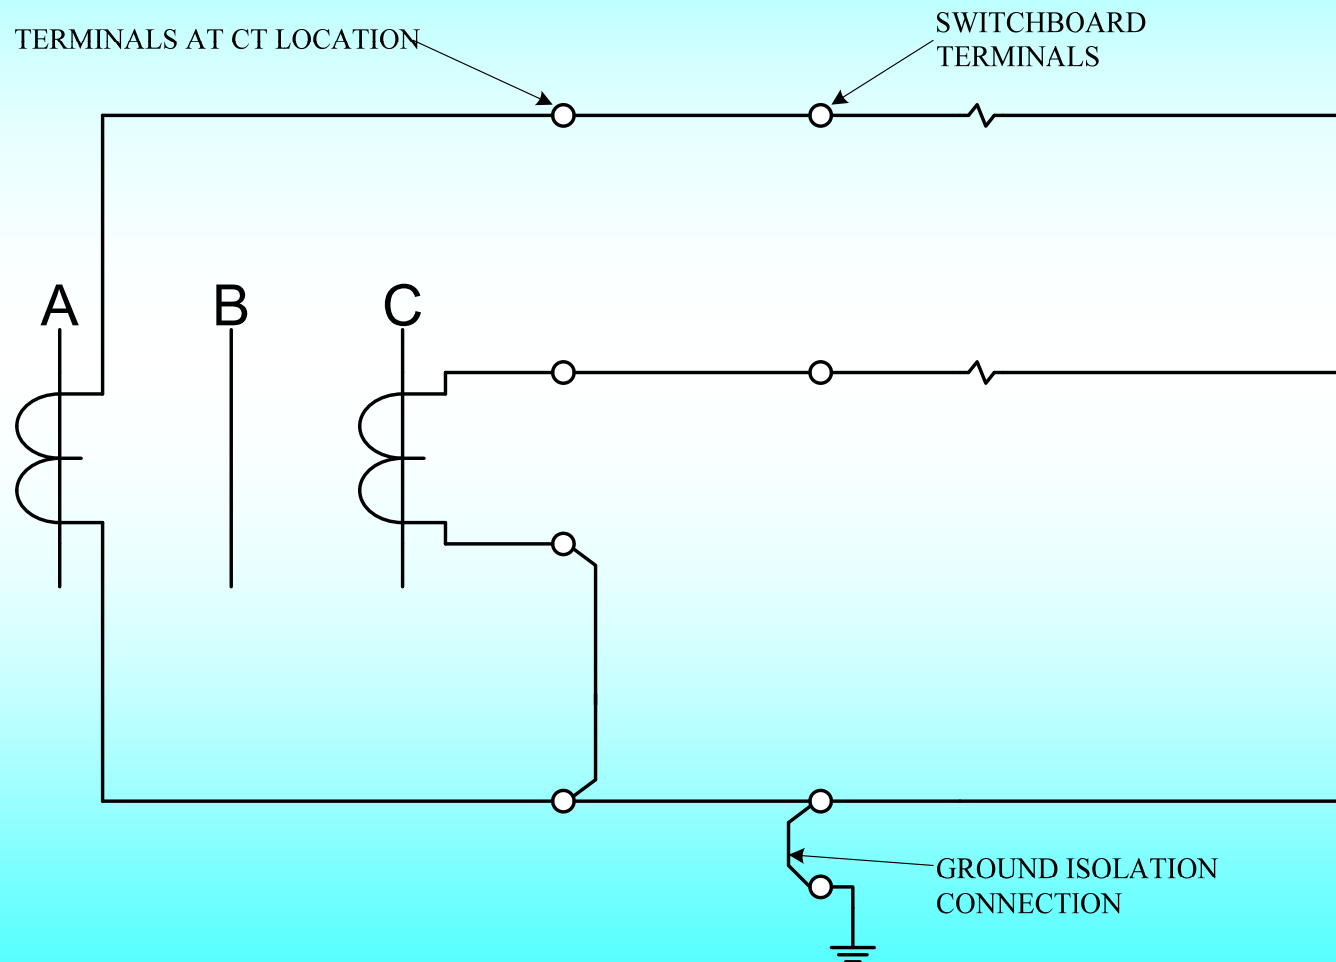 TERMINALS AT CT LOCATION
SWITCHBOARD
TERMINALS
A
B
C
GROUND ISOLATION
CONNECTION